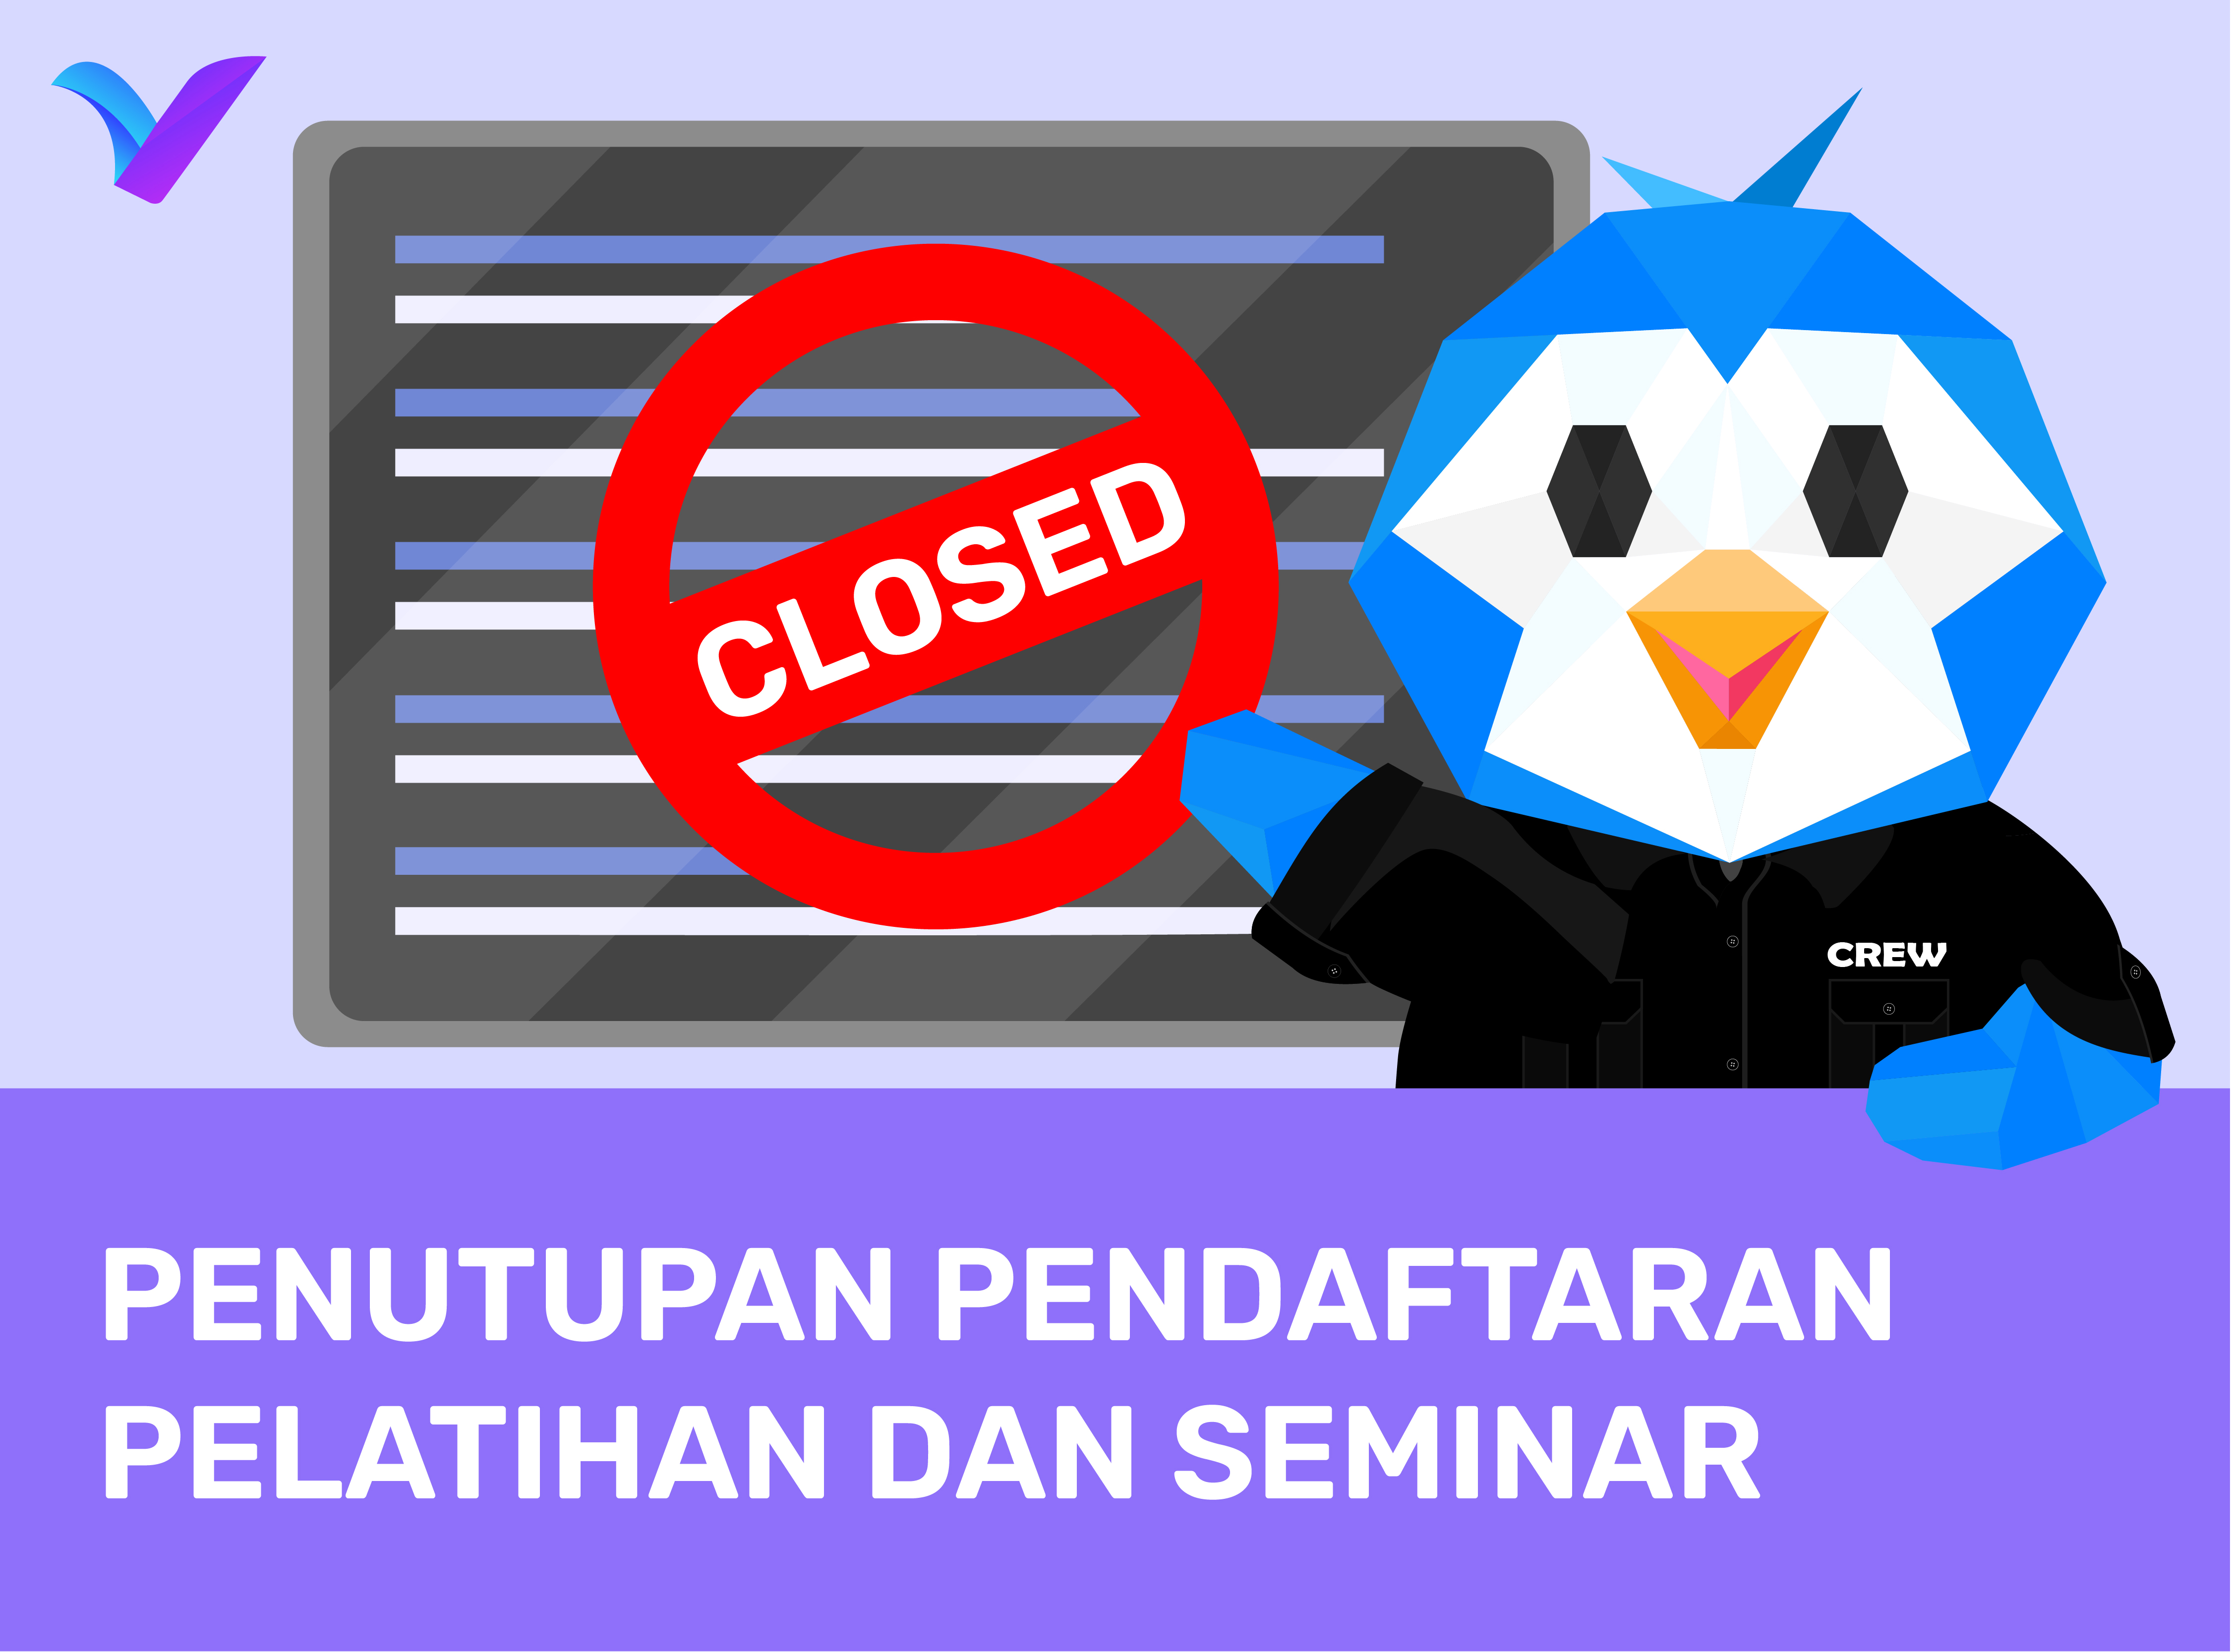 CLOSED
CREW
PENUTUPAN PENDAFTARAN
PELATIHAN DAN SEMINAR